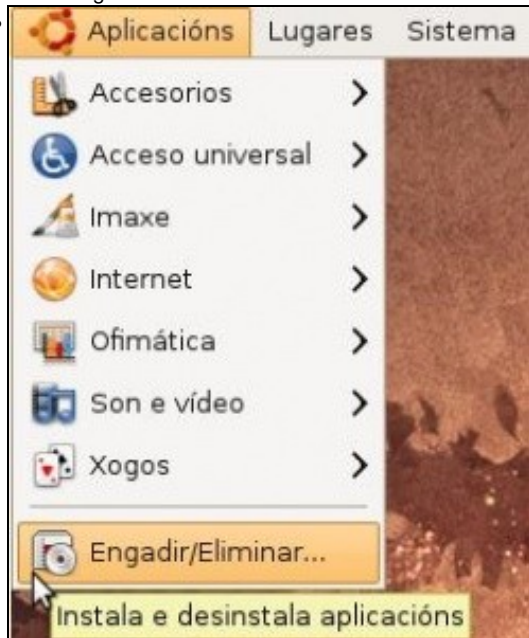 Aplicacións Lugares Sistema
Accesorios
Acceso universal
Imaxe
Internet
Ofimática
Son e vídeo
Xogos
Engadir/Eliminar...
Instala e desinstala aplicacións